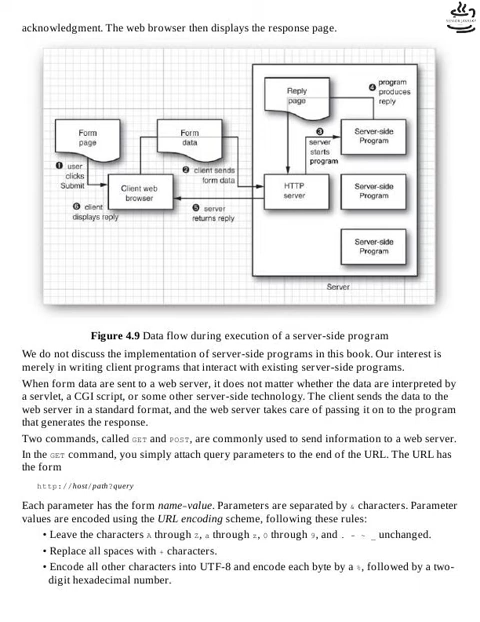 acknowledgment. The web browser then displays the response page.
Form
page
❶ user
clicks
Submit
Form
data
❷ client sends
form data
Client web
browser
❻ client
displays reply
❺ server
returns reply
Reply
page
❹ program
produces
reply
❸
server
starts
program
HTTP
server
Server-side
Program
Server-side
Program
Server-side
Program
Server
Figure 4.9 Data flow during execution of a server-side program
We do not discuss the implementation of server-side programs in this book. Our interest is
merely in writing client programs that interact with existing server-side programs.
When form data are sent to a web server, it does not matter whether the data are interpreted by
a servlet, a CGI script, or some other server-side technology. The client sends the data to the
web server in a standard format, and the web server takes care of passing it on to the program
that generates the response.
Two commands, called GET and POST, are commonly used to send information to a web server.
In the GET command, you simply attach query parameters to the end of the URL. The URL has
the form
http://host/path?query
Each parameter has the form name=value. Parameters are separated by & characters. Parameter
values are encoded using the URL encoding scheme, following these rules:
• Leave the characters A through Z, a through z, 0 through 9, and . - ~ _ unchanged.
• Replace all spaces with + characters.
• Encode all other characters into UTF-8 and encode each byte by a %, followed by a two-
digit hexadecimal number.